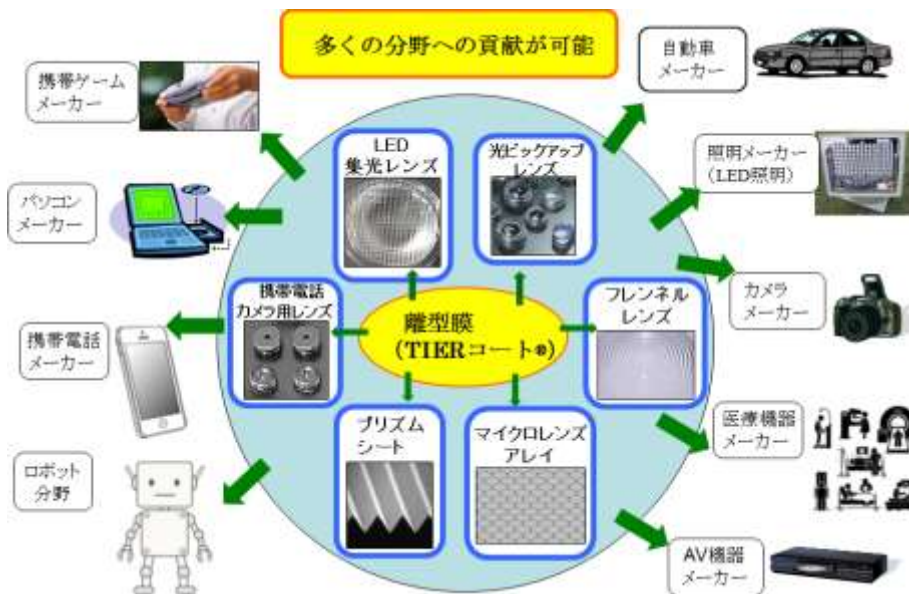 多くの分野への貢献が可能
携帯ゲーム
メーカー
自動車
メーカー
LED
集光レンズ
光ピックアップ
レンズ
照明メーカー
(LED照明)
パソコン
メーカー
携帯電話
カメラ用レンズ
離型膜
(TIERコート®)
フレンネル
レンズ
カメラ
メーカー
携帯電話
メーカー
プリズム
シート
マイクロレンズ
アレイ
医療機器
メーカー
ロボット
分野
AV機器
メーカー